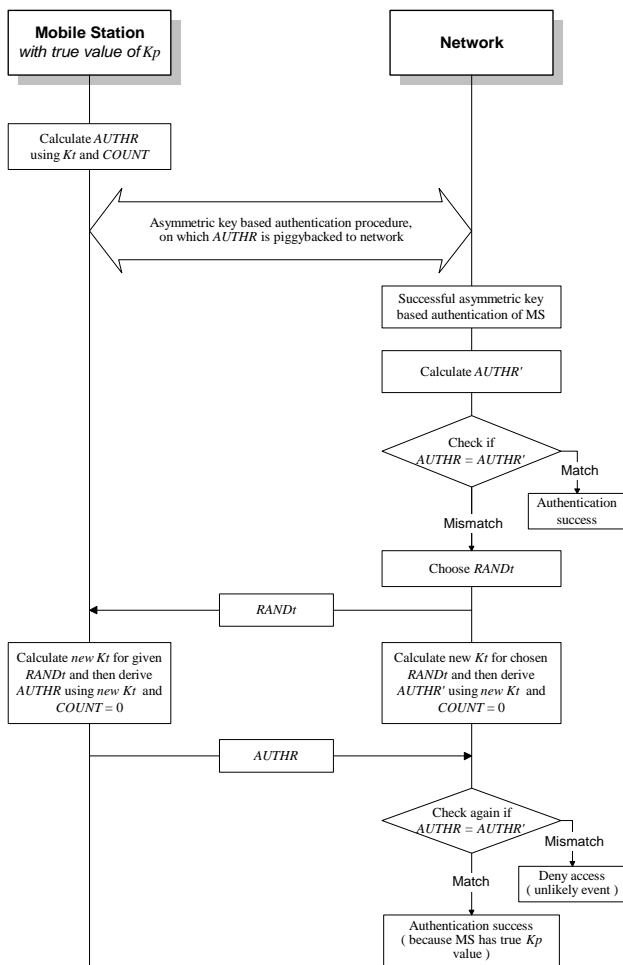 Mobile Station
with true value of Kp
Network
Calculate AUTHR
using Kt and COUNT
Asymmetric key based authentication procedure,
on which AUTHR is piggybacked to network
Successful asymmetric key
based authentication of MS
Calculate AUTHR'
Check if
AUTHR = AUTHR'
Match
Authentication
success
Mismatch
Choose RANDt
RANDt
Calculate new Kt for given
RANDt and then derive
AUTHR using new Kt and
COUNT = 0
Calculate new Kt for chosen
RANDt and then derive
AUTHR' using new Kt and
COUNT = 0
AUTHR
Check again if
AUTHR = AUTHR'
Mismatch
Deny access
( unlikely event )
Match
Authentication success
( because MS has true Kp
value )